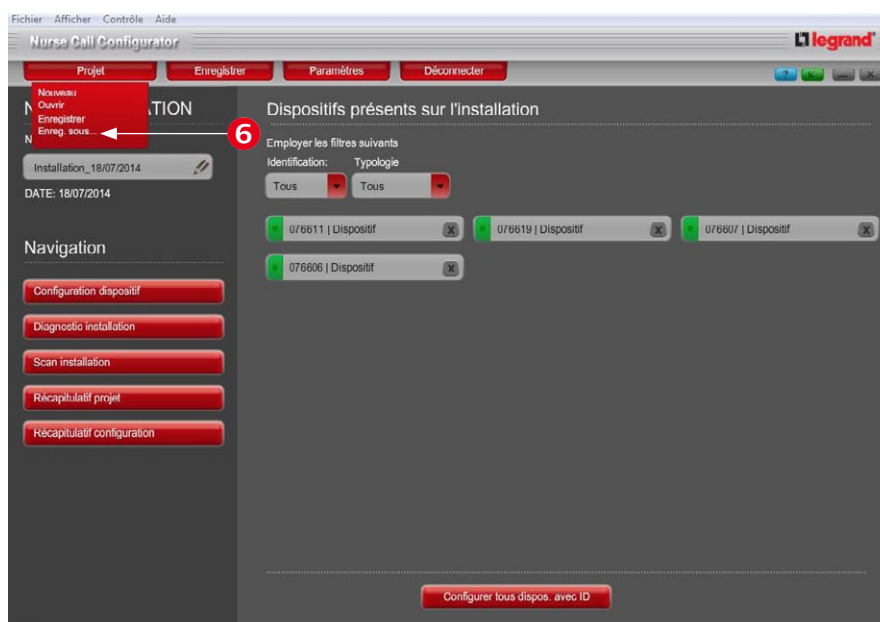 Fichier Afficher Contrôle Aide
Nurse Call Configurator
legrand
Projet Enregistrer Paramètres Déconnecter ?
Nouveau
Ouvrir
Enregistrer
Enreg. sous...
6
N TION
N
Installation_18/07/2014
DATE: 18/07/2014
Navigation
Configuration dispositif
Diagnostic installation
Scan installation
Récapitulatif projet
Récapitulatif configuration
Dispositifs présents sur l'installation
Employer les filtres suivants
Identification: Typologie
Tous Tous
076611 | Dispositif X 076619 | Dispositif X 076607 | Dispositif X
076606 | Dispositif X
Configurer tous dispos. avec ID